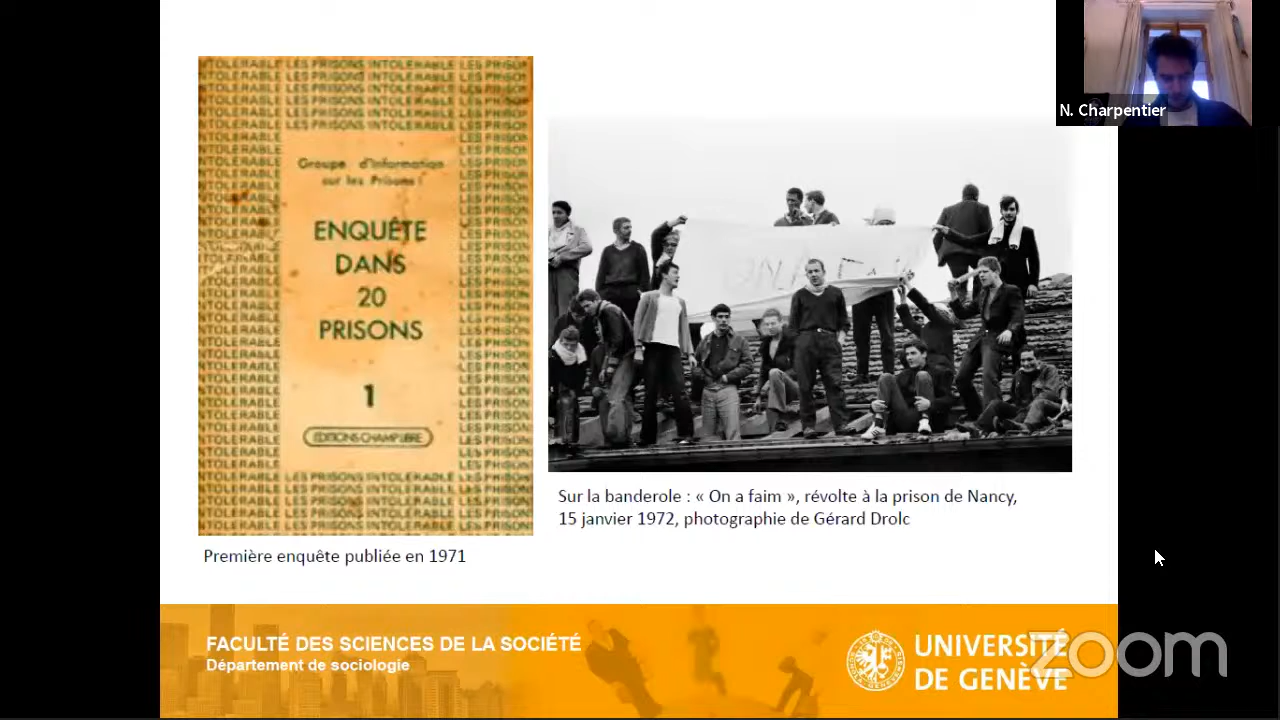 N. Charpentier
INTOLERABLE LES PRISONS INTOLERABLE LES PRISONS
Groupe d'Information
sur les Prisons
ENQUÊTE
DANS
20
PRISONS
1
EDITIONS CHAMP LIBRE
ON A FAIM
Sur la banderole : « On a faim », révolte à la prison de Nancy,
15 janvier 1972, photographie de Gérard Drolc
Première enquête publiée en 1971
FACULTÉ DES SCIENCES DE LA SOCIÉTÉ
Département de sociologie
UNIVERSITÉ
DE GENÈVE
zoom